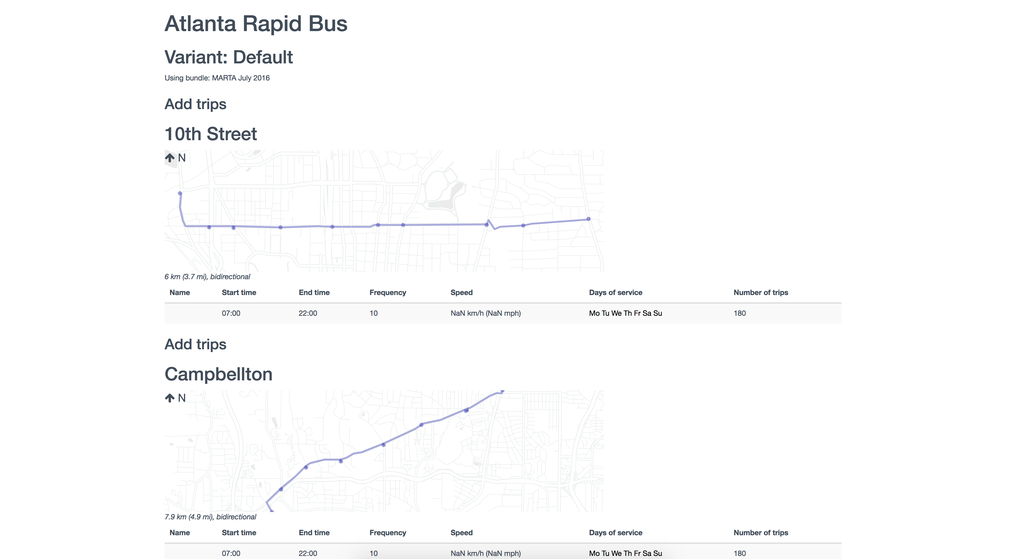 Atlanta Rapid Bus
Variant: Default
Using bundle: MARTA July 2016
Add trips
10th Street
N
6 km (3.7 mi), bidirectional
Name Start time End time Frequency Speed Days of service Number of trips
07:00 22:00 10 NaN km/h (NaN mph) Mo Tu We Th Fr Sa Su 180
Add trips
Campbellton
N
7.9 km (4.9 mi), bidirectional
Name Start time End time Frequency Speed Days of service Number of trips
07:00 22:00 10 NaN km/h (NaN mph) Mo Tu We Th Fr Sa Su 180